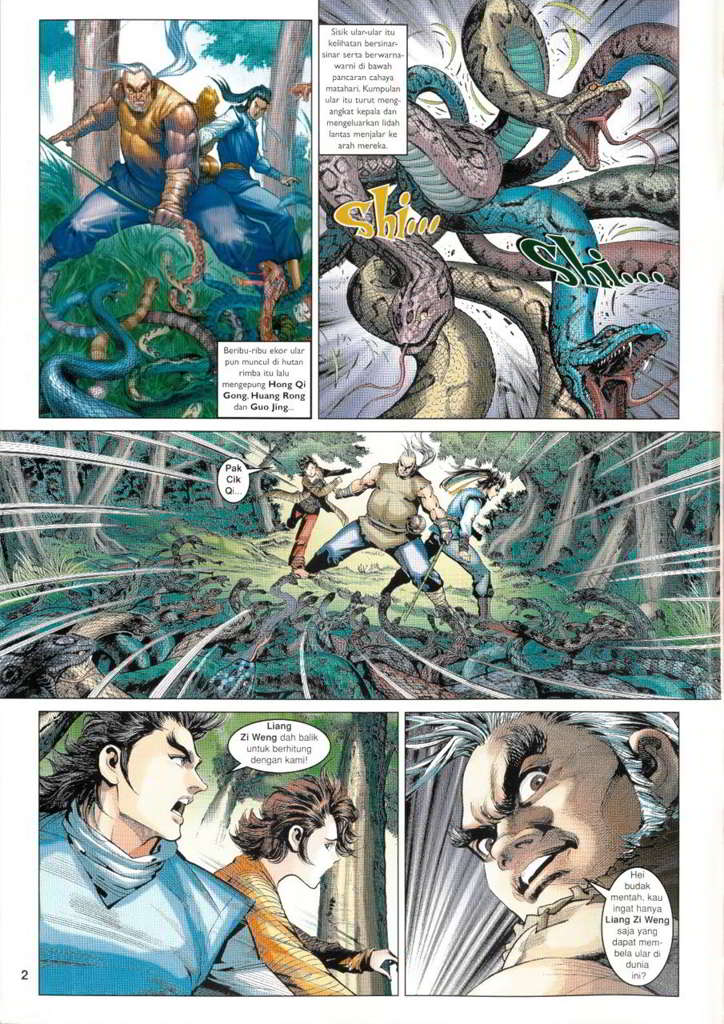 Beribu-ribu ekor ular
pun muncul di hutan
rimba itu lalu
mengepung Hong Qi
Gong, Huang Rong
dan Guo Jing...
Sisik ular-ular itu
kelihatan bersinar-
sinar serta berwarna-
warni di bawah
pancaran cahaya
matahari. Kumpulan
ular itu turut meng-
angkat kepala dan
mengeluarkan lidah
lantas menjalar ke
arah mereka.
Shi...
Shi...
Pak
Cik
Qi...
Liang
Zi Weng dah balik
untuk berhitung
dengan kami!
Hei
budak
mentah, kau
ingat hanya
Liang Zi Weng
saja yang
dapat mem-
bela ular di
dunia
ini?
2